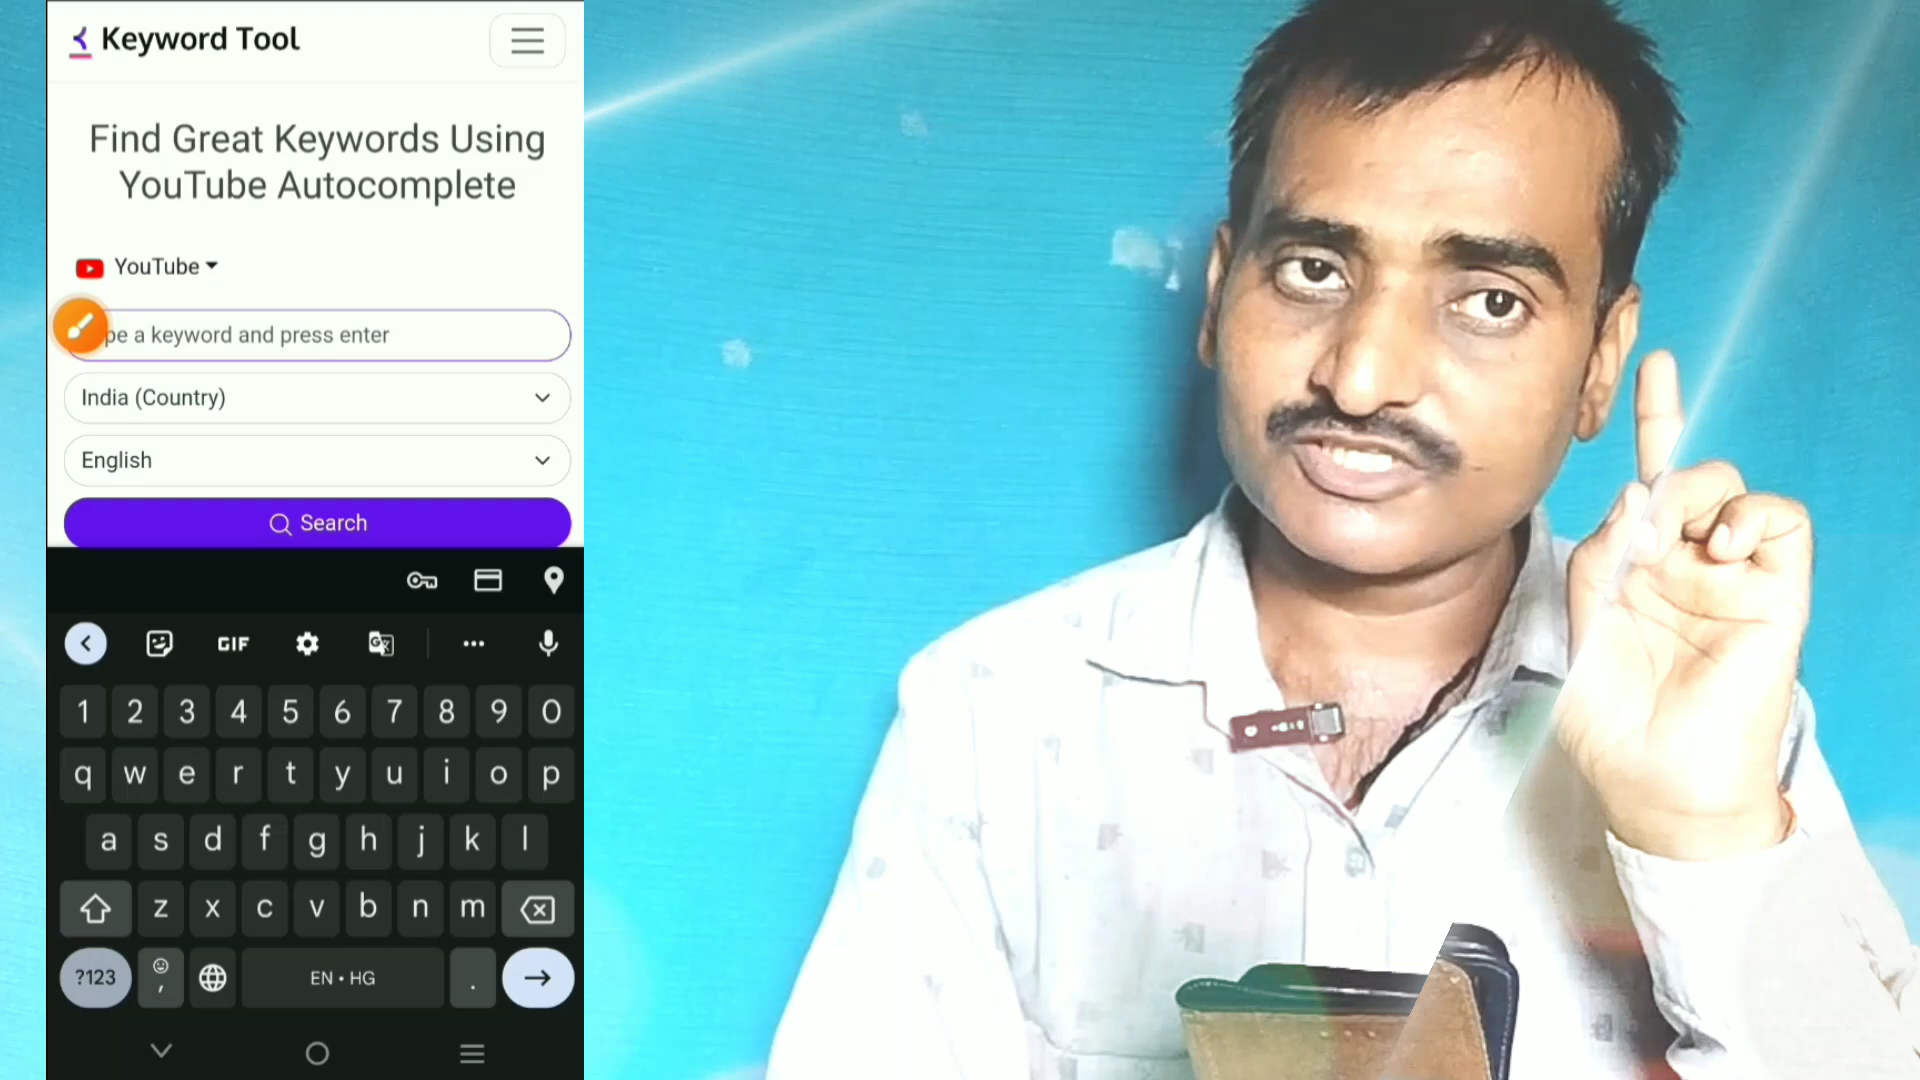 Keyword Tool
Find Great Keywords Using
YouTube Autocomplete
YouTube
pe a keyword and press enter
India (Country)
English
Search
GIF
1 2 3 4 5 6 7 8 9 0
q w e r t y u i o p
a s d f g h j k l
z x c v b n m
?123 , EN • HG .